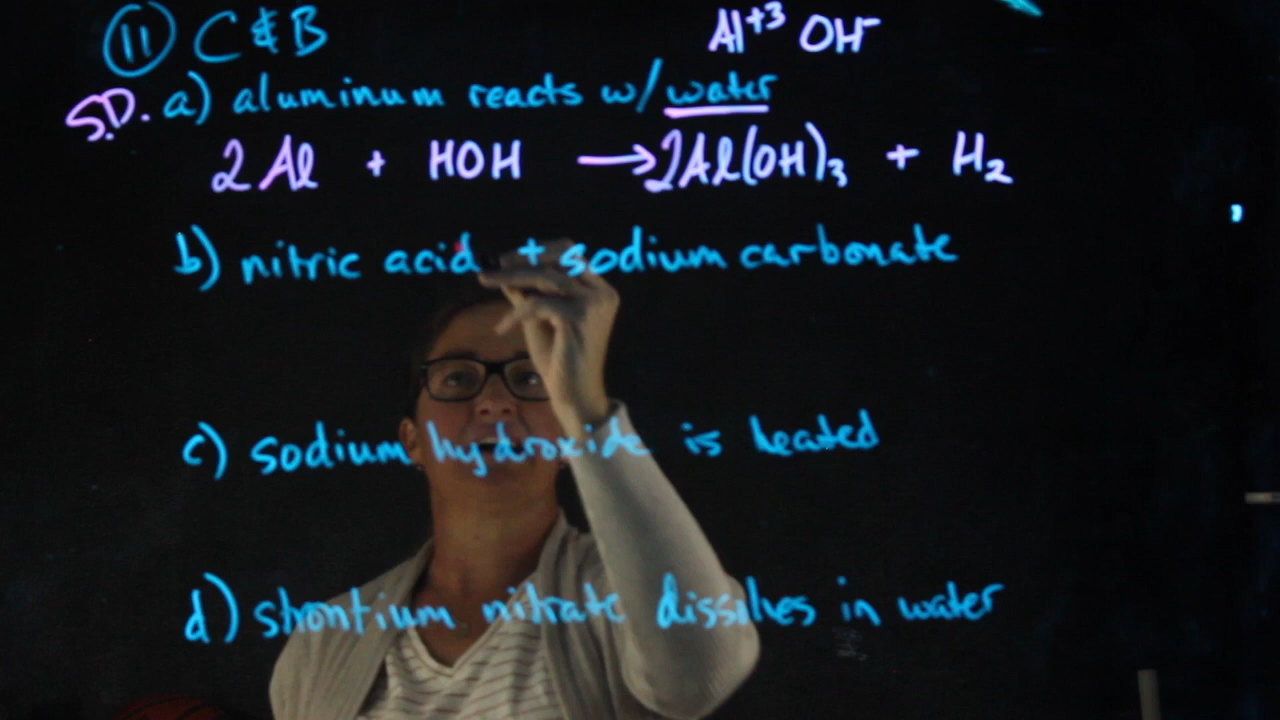 ⑪ C & B
Al⁺³ OH⁻
S.D. a) aluminum reacts w/ water
2Al + HOH → 2Al(OH)₃ + H₂
b) nitric acid + sodium carbonate
c) sodium hydroxide is heated
d) strontium nitrate dissolves in water